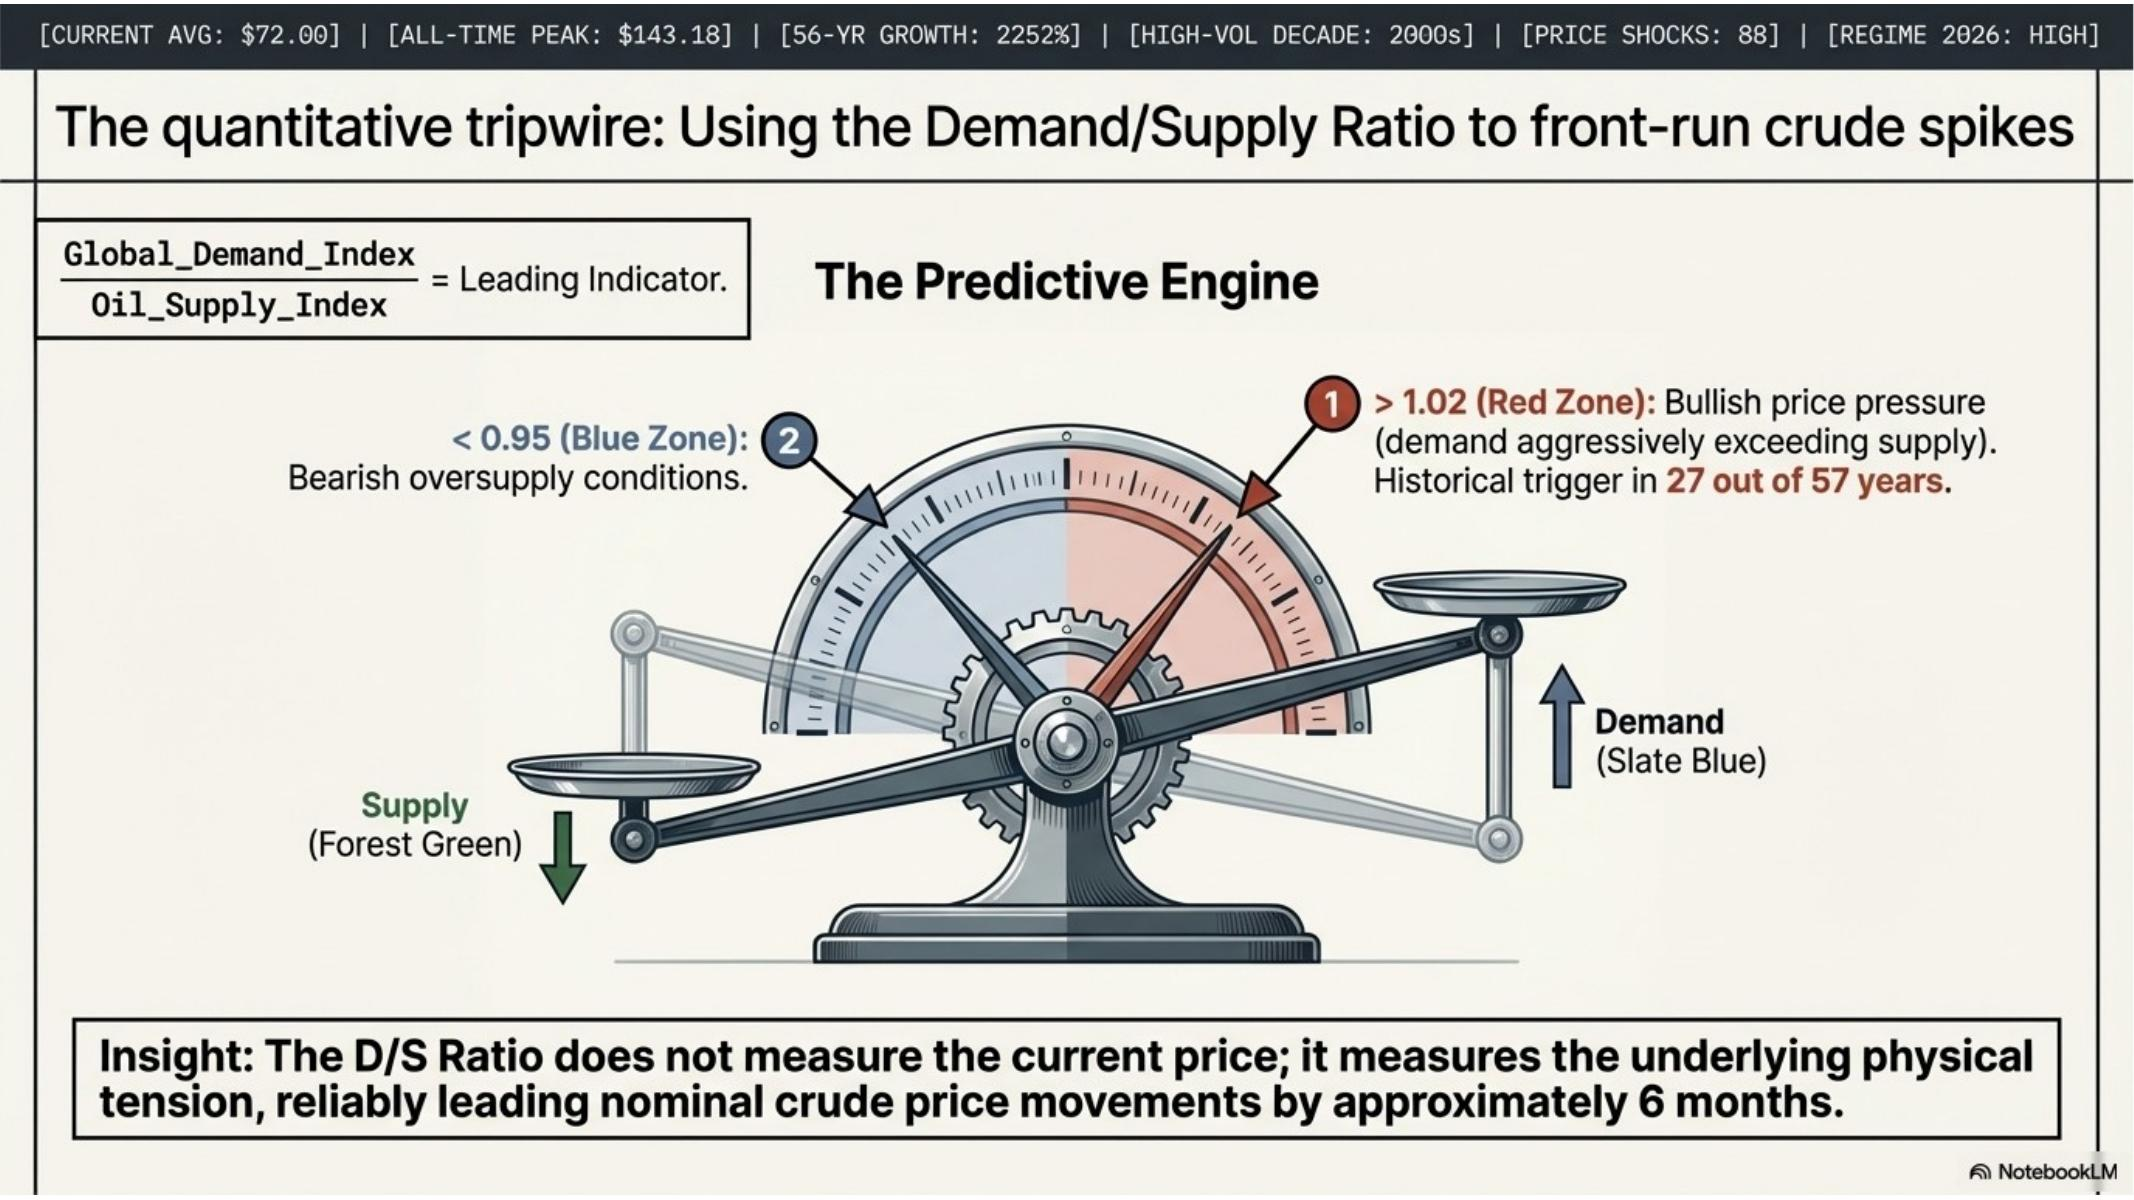 [CURRENT AVG: $72.00] | [ALL-TIME PEAK: $143.18] | [56-YR GROWTH: 2252%] | [HIGH-VOL DECADE: 2000s] | [PRICE SHOCKS: 88] | [REGIME 2026: HIGH]
The quantitative tripwire: Using the Demand/Supply Ratio to front-run crude spikes
Global_Demand_Index
Oil_Supply_Index
= Leading Indicator.
The Predictive Engine
< 0.95 (Blue Zone):
Bearish oversupply conditions.
2
1
> 1.02 (Red Zone): Bullish price pressure
(demand aggressively exceeding supply).
Historical trigger in 27 out of 57 years.
Supply
(Forest Green)
Demand
(Slate Blue)
Insight: The D/S Ratio does not measure the current price; it measures the underlying physical
tension, reliably leading nominal crude price movements by approximately 6 months.
NotebookLM